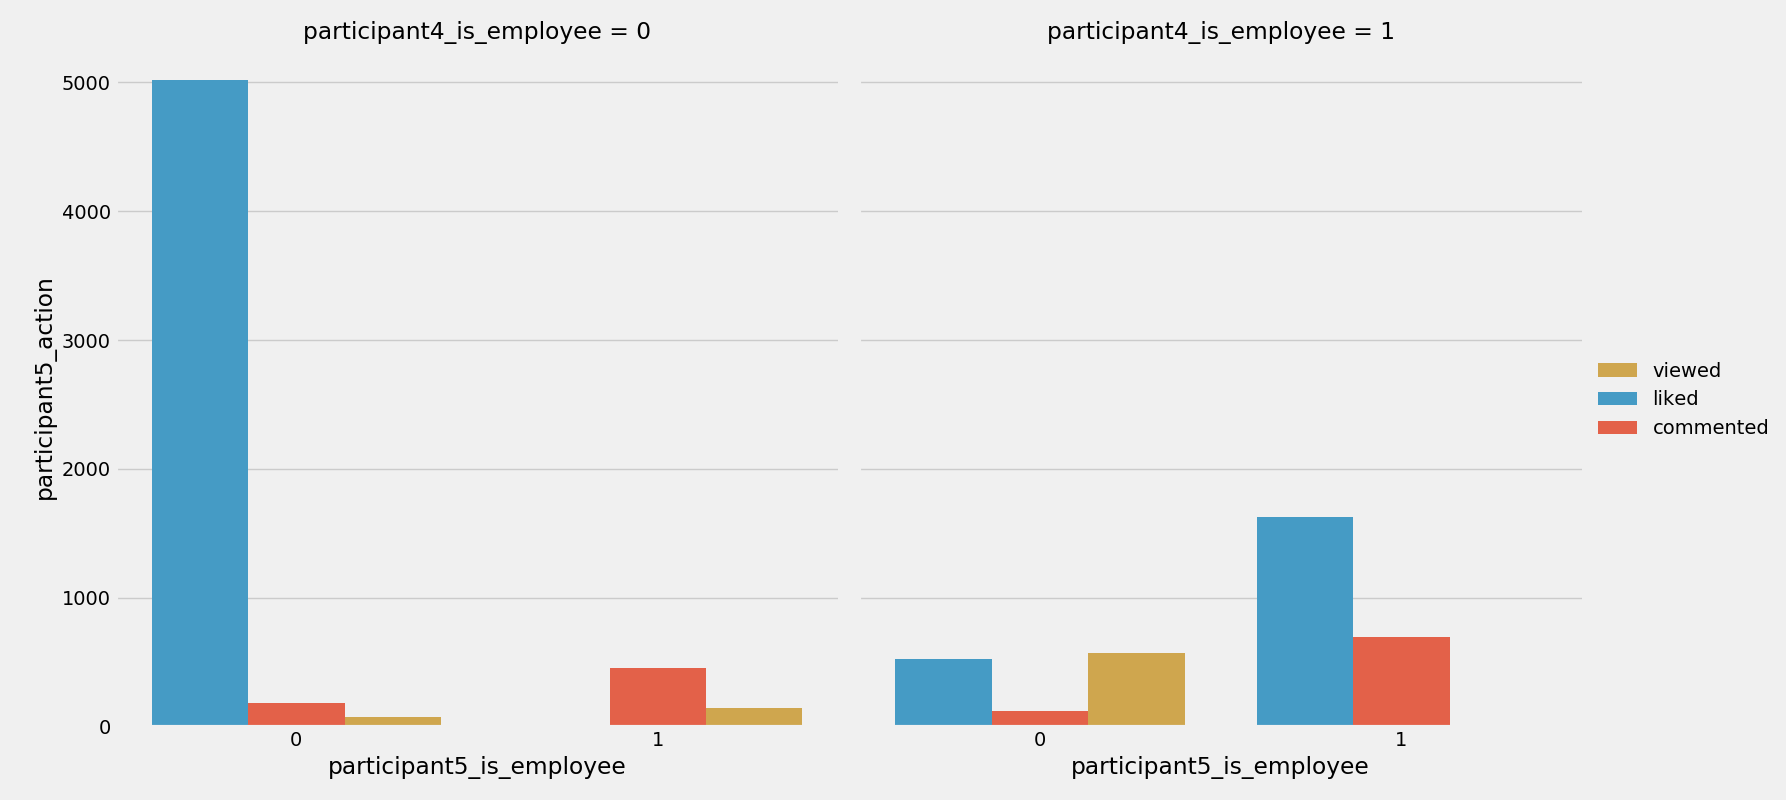 participant4_is_employee = 0
participant4_is_employee = 1
participant5_action
5000
4000
3000
2000
1000
0
0
1
0
1
participant5_is_employee
participant5_is_employee
viewed
liked
commented